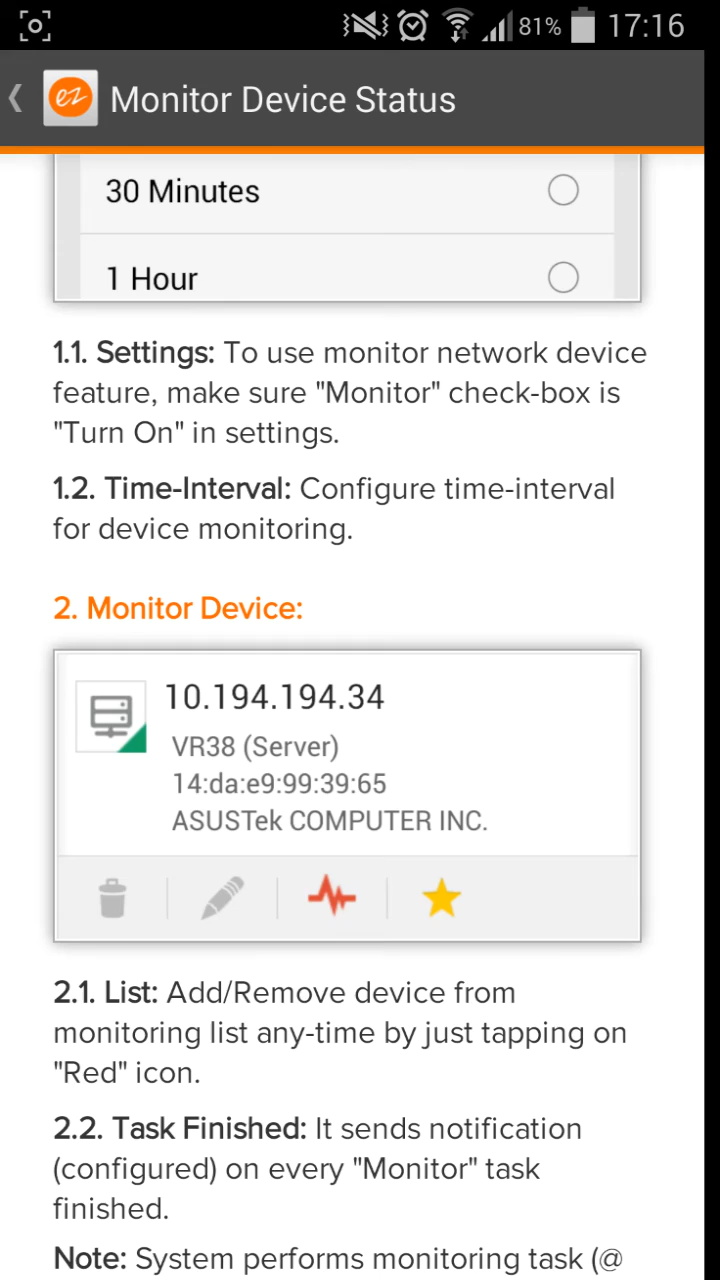 81% 17:16
ez Monitor Device Status
30 Minutes
1 Hour
1.1. Settings: To use monitor network device
feature, make sure "Monitor" check-box is
"Turn On" in settings.
1.2. Time-Interval: Configure time-interval
for device monitoring.
2. Monitor Device:
10.194.194.34
VR38 (Server)
14:da:e9:99:39:65
ASUSTek COMPUTER INC.
2.1. List: Add/Remove device from
monitoring list any-time by just tapping on
"Red" icon.
2.2. Task Finished: It sends notification
(configured) on every "Monitor" task
finished.
Note: System performs monitoring task (@